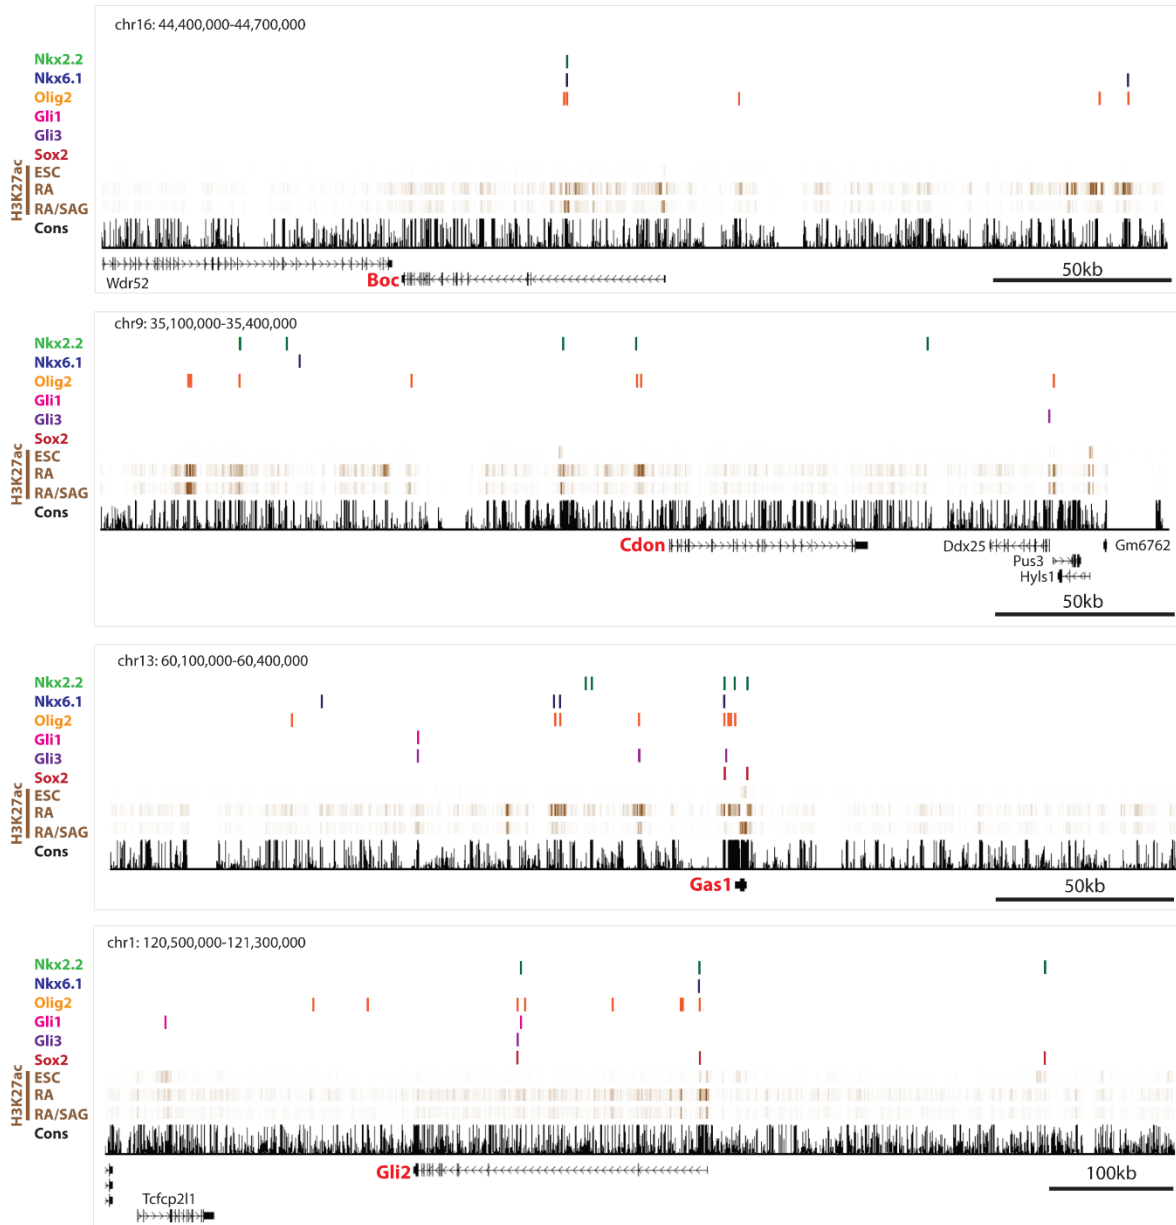 chr16: 44,400,000-44,700,000
Nkx2.2
Nkx6.1
Olig2
Gli1
Gli3
Sox2
H3K27ac
ESC
RA
RA/SAG
Cons
Wdr52
Boc
50kb
chr9: 35,100,000-35,400,000
Nkx2.2
Nkx6.1
Olig2
Gli1
Gli3
Sox2
H3K27ac
ESC
RA
RA/SAG
Cons
Cdon
Ddx25
Gm6762
Pus3
Hyls1
50kb
chr13: 60,100,000-60,400,000
Nkx2.2
Nkx6.1
Olig2
Gli1
Gli3
Sox2
H3K27ac
ESC
RA
RA/SAG
Cons
Gas1
50kb
chr1: 120,500,000-121,300,000
Nkx2.2
Nkx6.1
Olig2
Gli1
Gli3
Sox2
H3K27ac
ESC
RA
RA/SAG
Cons
Gli2
100kb
Tcfcp2l1